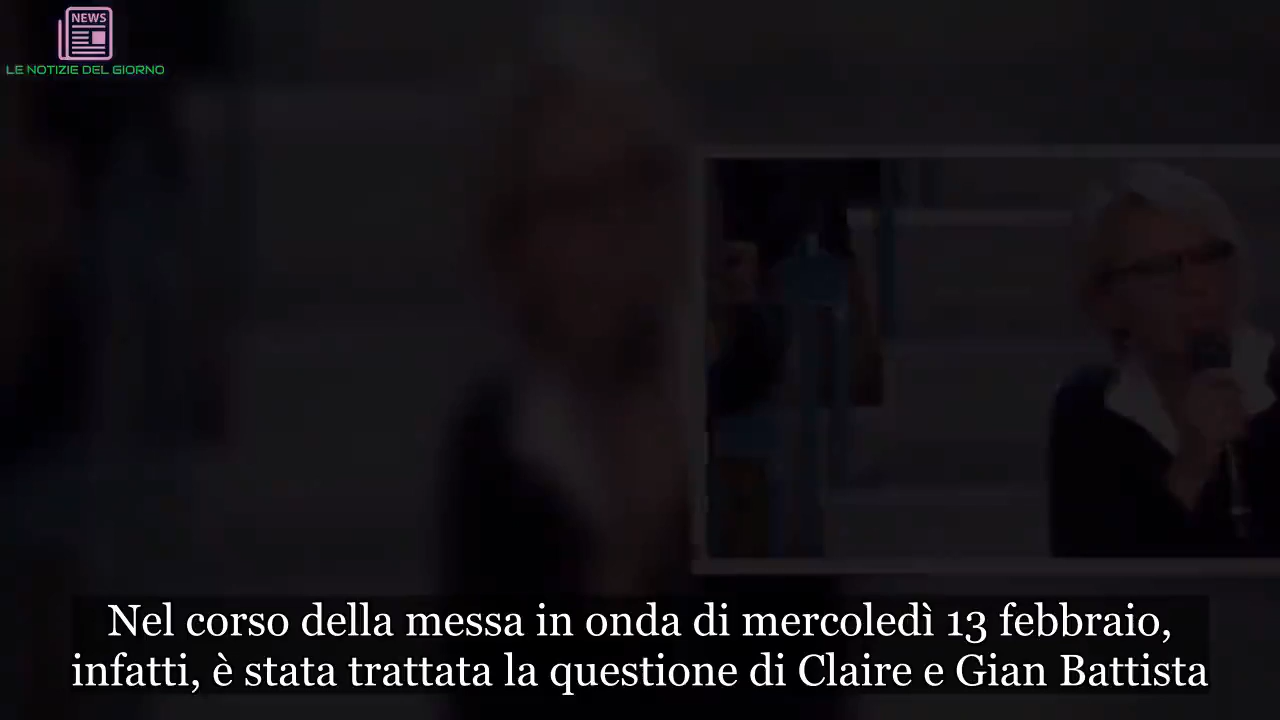 NEWS
LE NOTIZIE DEL GIORNO
Nel corso della messa in onda di mercoledì 13 febbraio,
infatti, è stata trattata la questione di Claire e Gian Battista